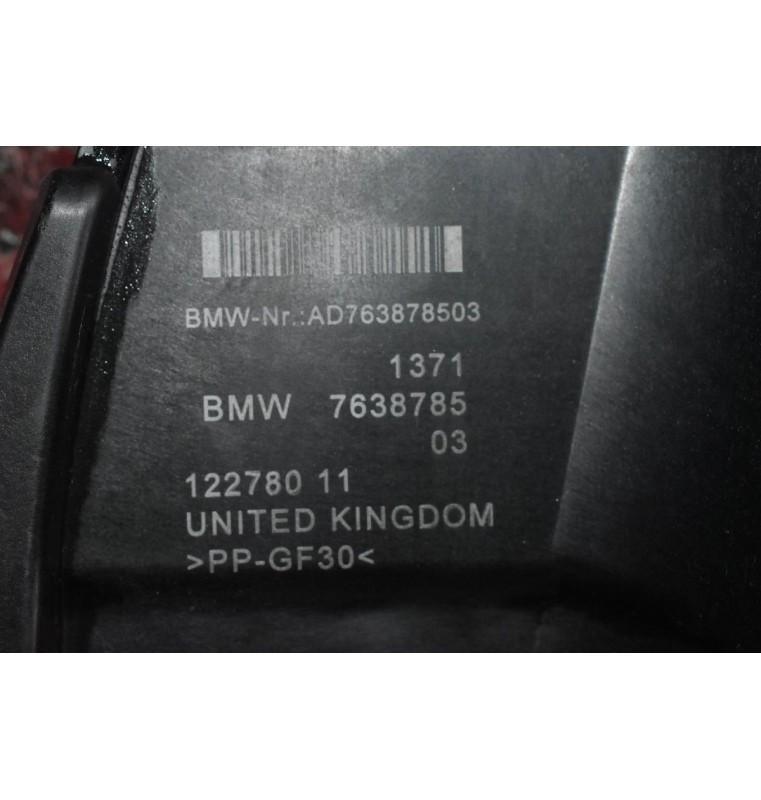 BMW-Nr.:AD763878503
1371
BMW 7638785
03
122780 11
UNITED KINGDOM
>PP-GF30<